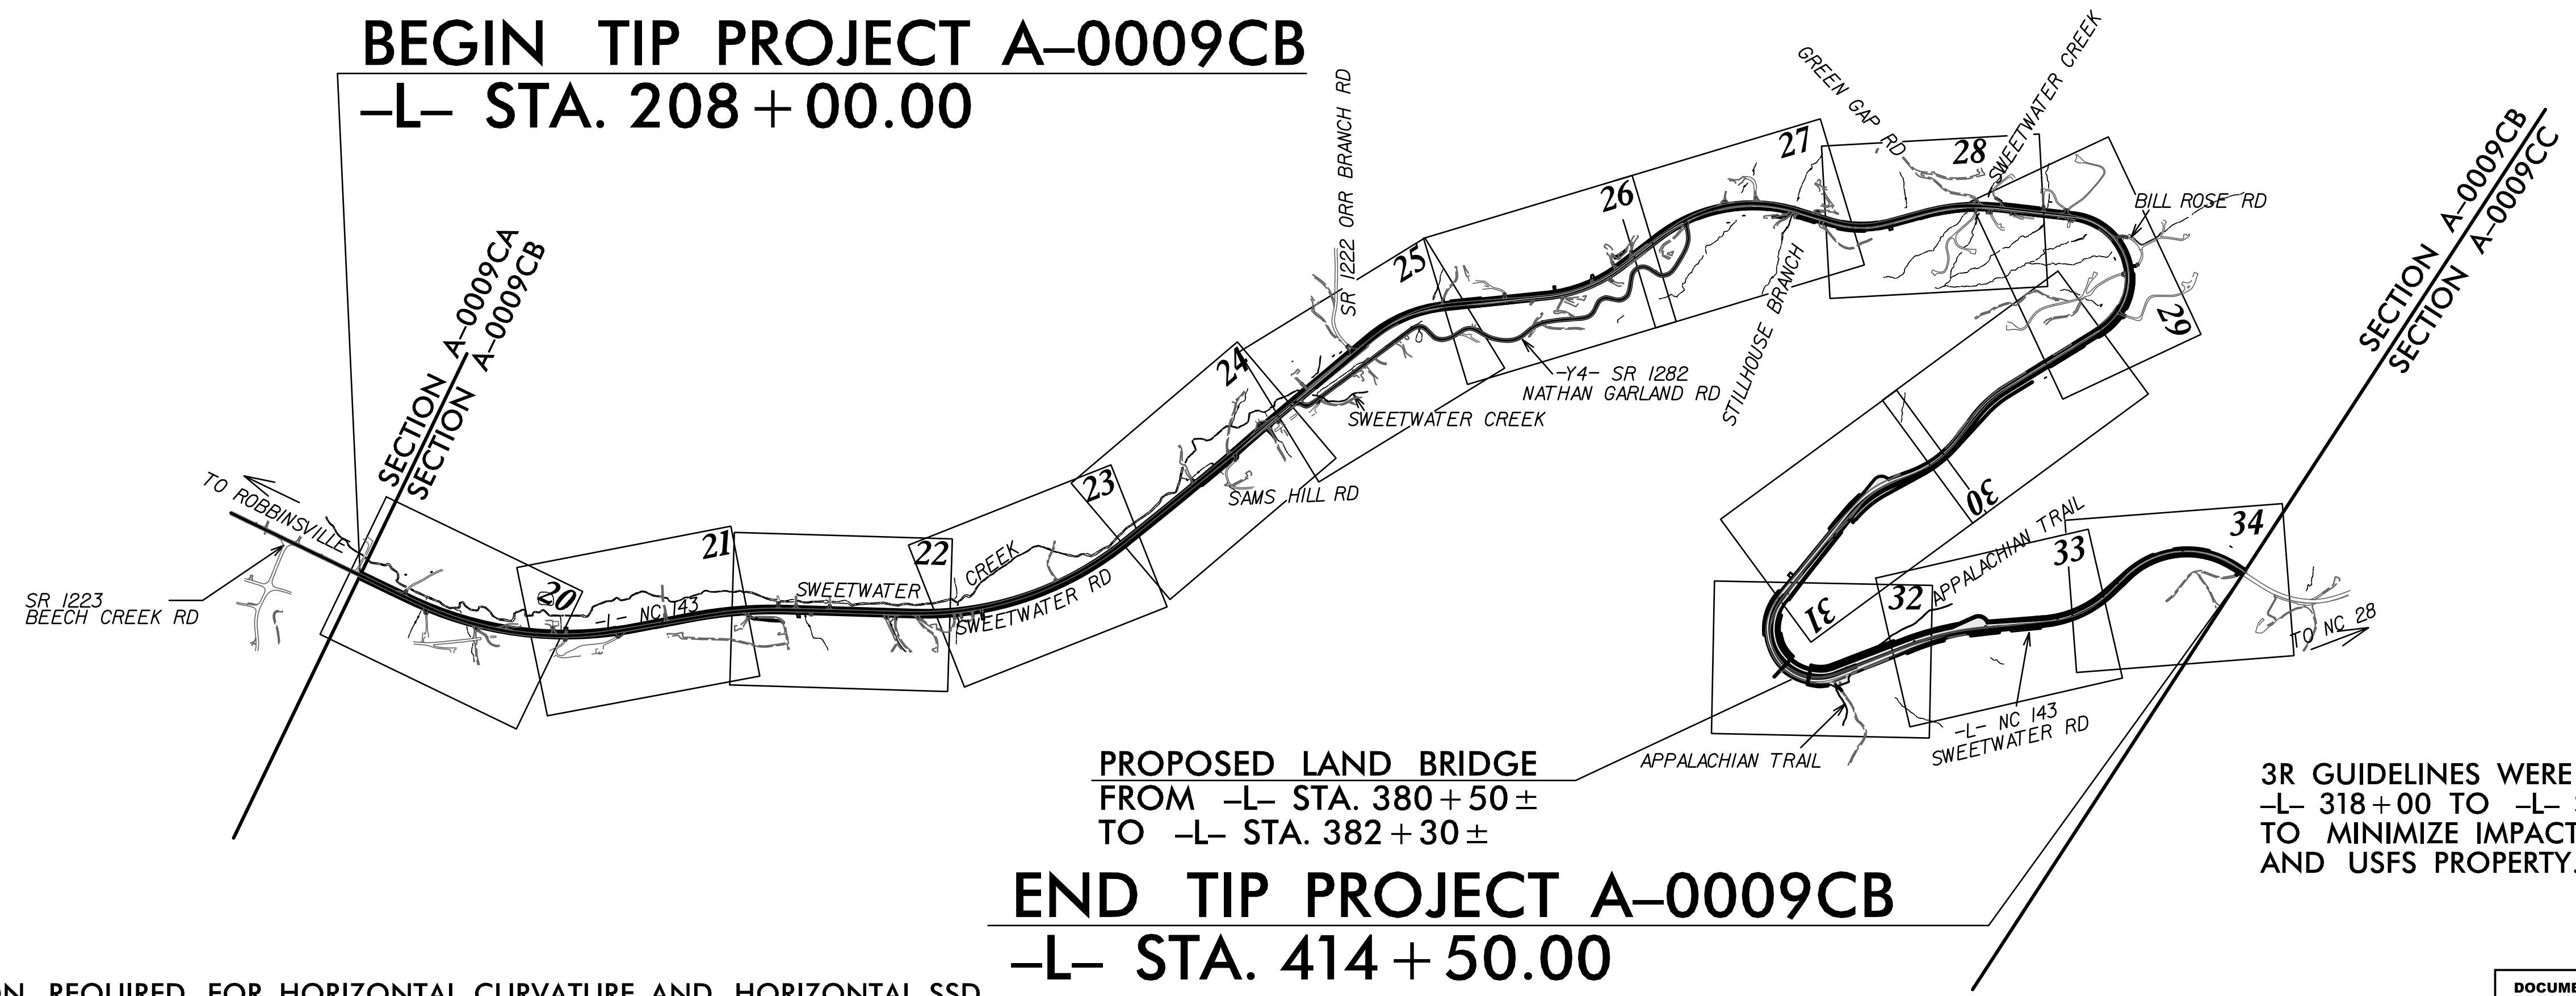 BEGIN TIP PROJECT A–0009CB
–L– STA. 208+00.00
SECTION A–0009CA
SECTION A–0009CB
TO ROBBINSVILLE
SR 1223
BEECH CREEK RD
20
–L– NC 143
21
SWEETWATER
22
CREEK
SWEETWATER RD
23
24
SAMS HILL RD
SR 1222 ORR BRANCH RD
25
SWEETWATER CREEK
26
–Y4– SR 1282
NATHAN GARLAND RD
27
STILLHOUSE BRANCH
GREEN GAP RD
28
SWEETWATER CREEK
BILL ROSE RD
29
30
31
32
APPALACHIAN TRAIL
33
34
SECTION A–0009CB
SECTION A–0009CC
TO NC 28
–L– NC 143
SWEETWATER RD
APPALACHIAN TRAIL
PROPOSED LAND BRIDGE
FROM –L– STA. 380+50±
TO –L– STA. 382+30±
END TIP PROJECT A–0009CB
–L– STA. 414+50.00
3R GUIDELINES WERE
–L– 318+00 TO –L–
TO MINIMIZE IMPACT
AND USFS PROPERTY.
REQUIRED FOR HORIZONTAL CURVATURE AND HORIZONTAL SSD
DOCUME